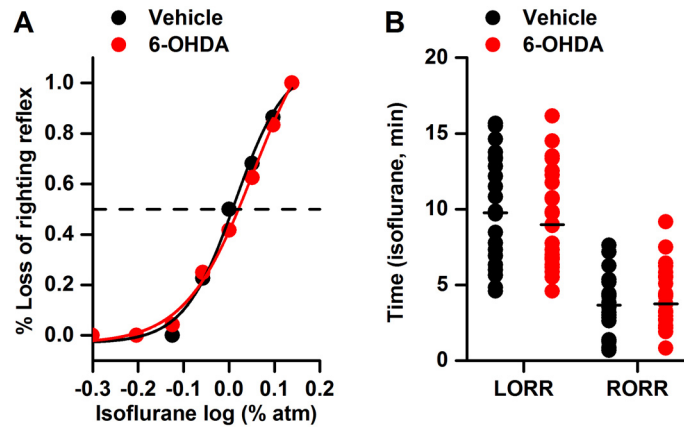 A
Vehicle
6-OHDA
% Loss of righting reflex
1.0
0.8
0.6
0.4
0.2
0.0
-0.3 -0.2 -0.1 0.0 0.1 0.2
Isoflurane log (% atm)
B
Vehicle
6-OHDA
Time (isoflurane, min)
20
15
10
5
0
LORR RORR